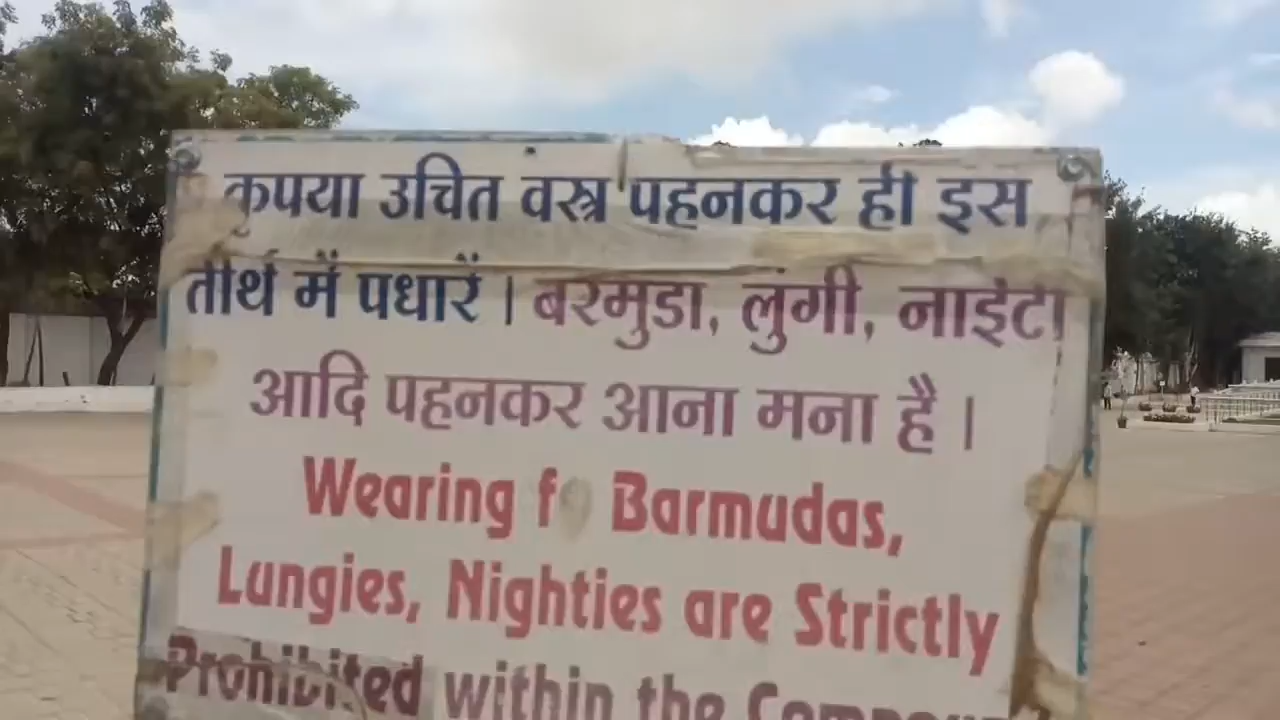 कृपया उचित वस्त्र पहनकर ही इस
तीर्थ में पधारें । बरमुडा, लुंगी, नाईटी
आदि पहनकर आना मना है ।
Wearing Barmudas,
Lungies, Nighties are Strictly
Prohibited within the